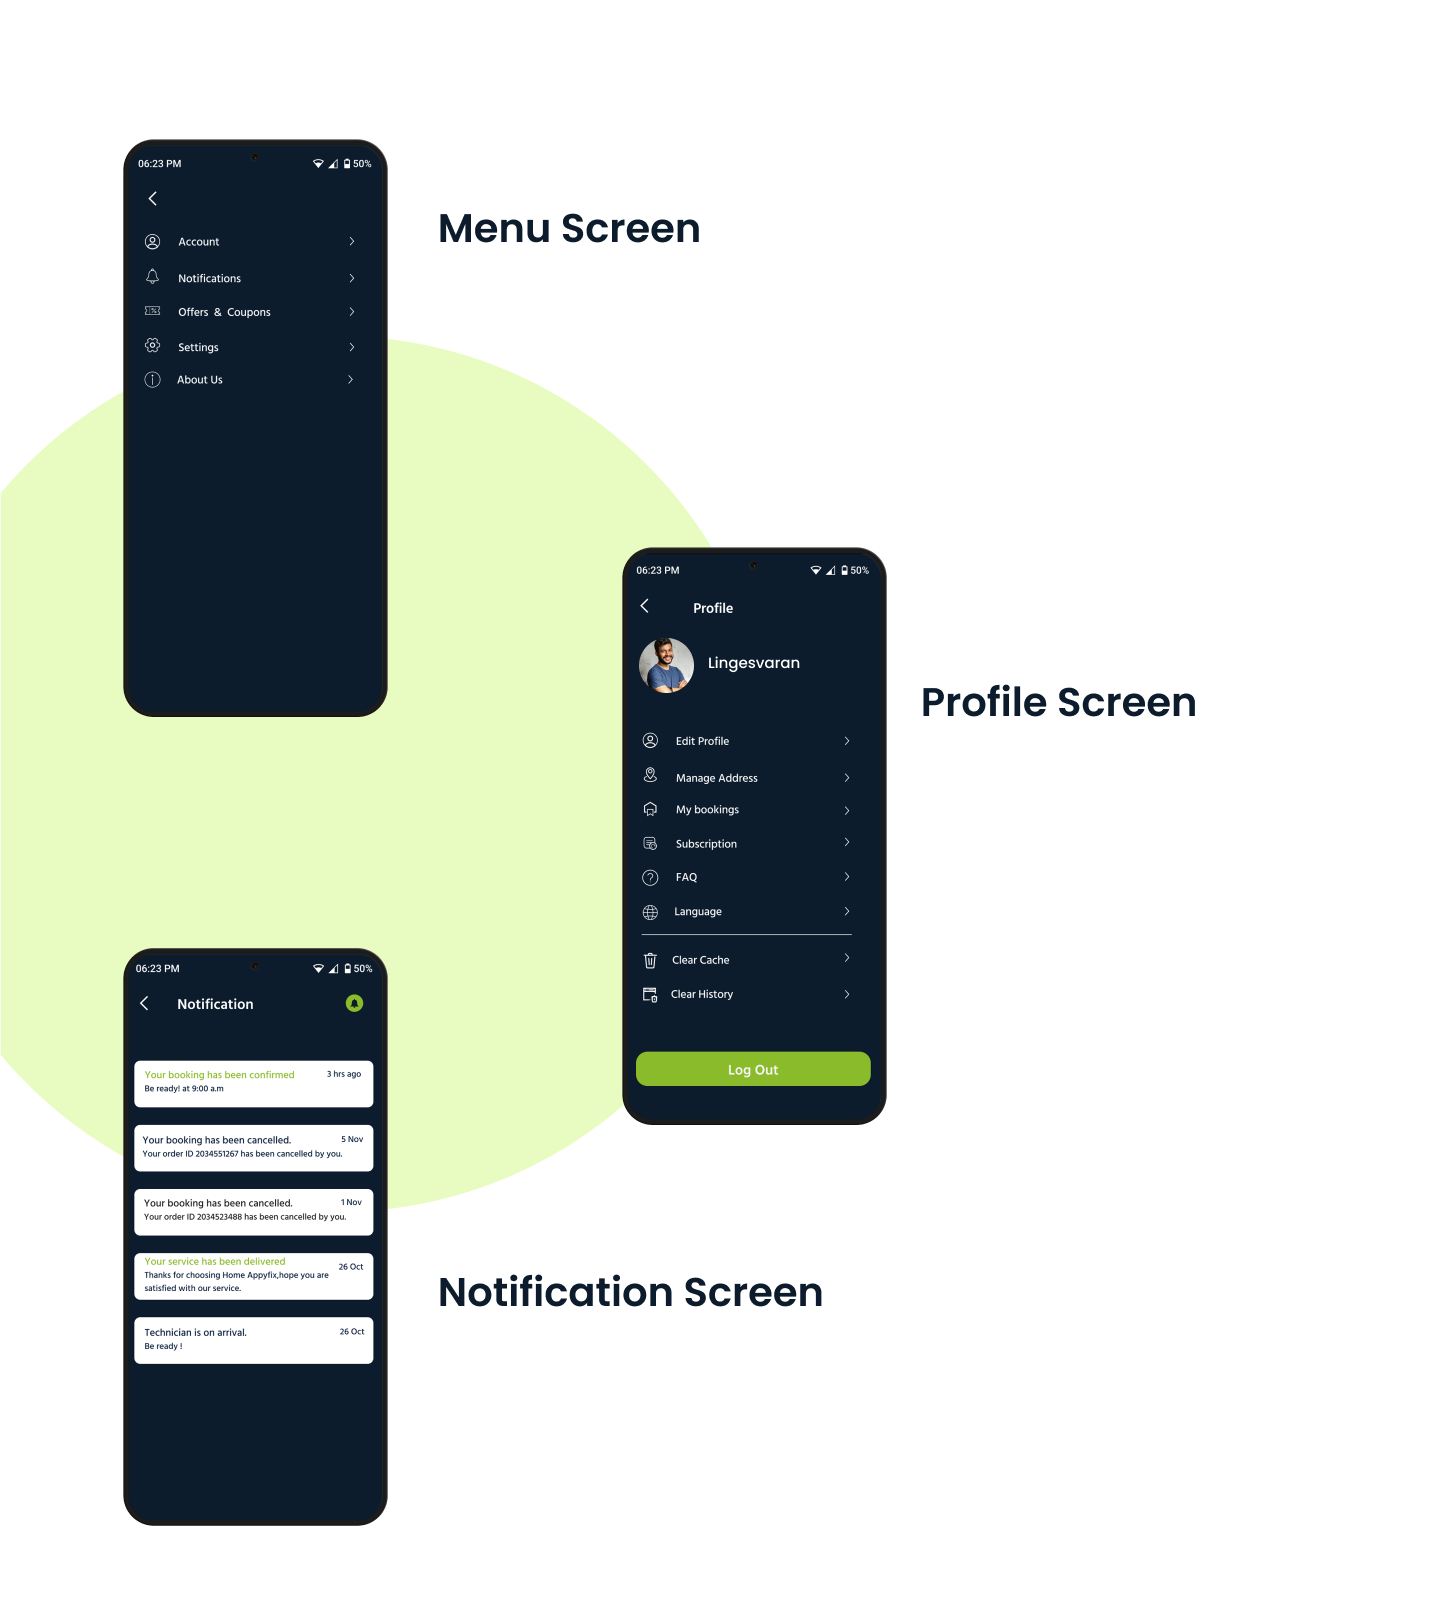 06:23 PM 50%
Account
Notifications
Offers & Coupons
Settings
About Us
Menu Screen
06:23 PM 50%
Profile
Lingesvaran
Edit Profile
Manage Address
My bookings
Subscription
FAQ
Language
Clear Cache
Clear History
Log Out
Profile Screen
06:23 PM 50%
Notification
Your booking has been confirmed 3 hrs ago
Be ready! at 9:00 a.m
Your booking has been cancelled. 5 Nov
Your order ID 2034551267 has been cancelled by you.
Your booking has been cancelled. 1 Nov
Your order ID 2034523488 has been cancelled by you.
Your service has been delivered 26 Oct
Thanks for choosing Home Appyfix,hope you are
satisfied with our service.
Technician is on arrival. 26 Oct
Be ready !
Notification Screen